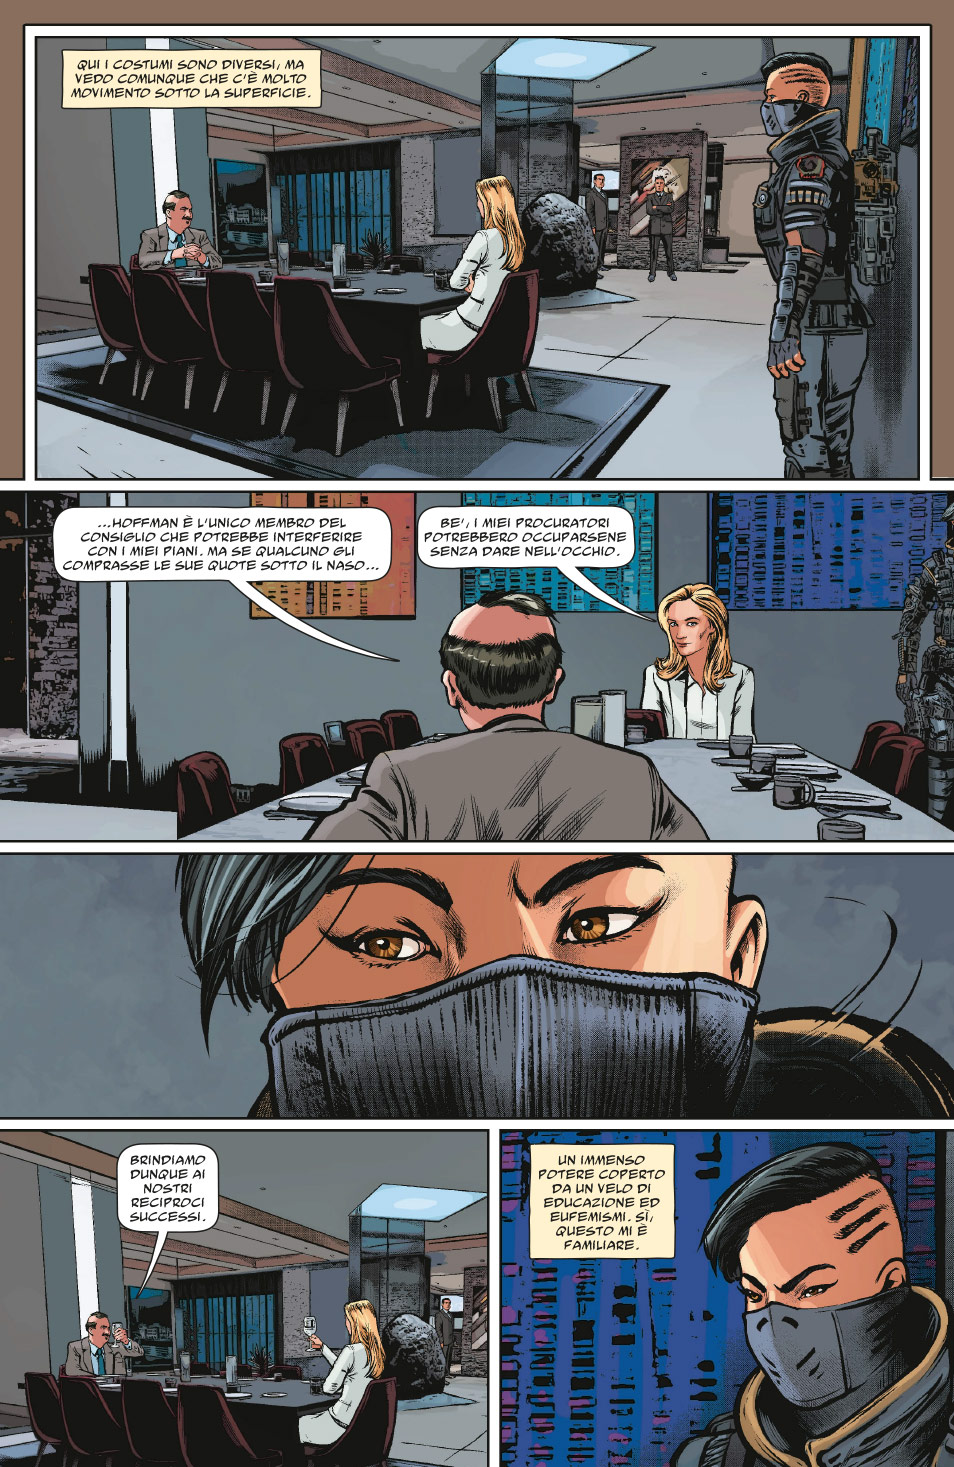 QUI I COSTUMI SONO DIVERSI, MA
VEDO COMUNQUE CHE C'È MOLTO
MOVIMENTO SOTTO LA SUPERFICIE.
...HOFFMAN È L'UNICO MEMBRO DEL
CONSIGLIO CHE POTREBBE INTERFERIRE
CON I MIEI PIANI. MA SE QUALCUNO GLI
COMPRASSE LE SUE QUOTE SOTTO IL NASO...
BE', I MIEI PROCURATORI
POTREBBERO OCCUPARSENE
SENZA DARE NELL'OCCHIO.
BRINDIAMO
DUNQUE AI
NOSTRI
RECIPROCI
SUCCESSI.
UN IMMENSO
POTERE COPERTO
DA UN VELO DI
EDUCAZIONE ED
EUFEMISMI. SÌ,
QUESTO MI È
FAMILIARE.